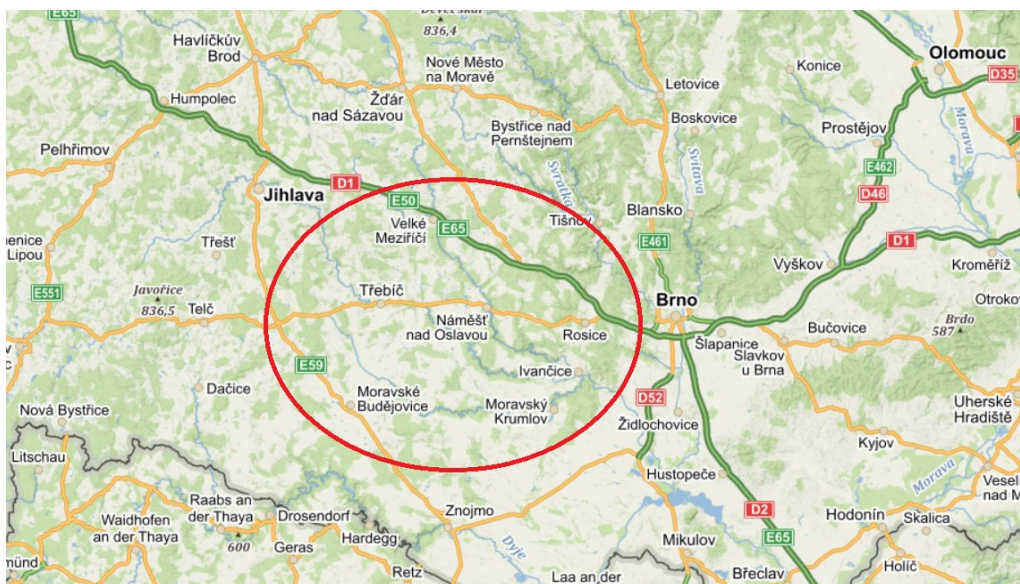 E65
Devět skal
836,4
Havlíčkův
Brod
Nové Město
na Moravě
Konice
Olomouc
D35
Humpolec
Žďár
nad Sázavou
Letovice
Bystřice nad
Pernštejnem
Boskovice
Prostějov
Morava
Pelhřimov
Svratka
Svitava
E462
D46
Jihlava
D1
E50
E65
Velké
Meziříčí
Tišnov
Blansko
E461
D1
Třešť
menice
Lipou
Vyškov
Kroměříž
E551
Javořice
836,5
Telč
Třebíč
Náměšť
nad Oslavou
Rosice
Brno
Šlapanice
Slavkov
u Brna
Bučovice
Otrokov
Brdo
587
E59
Ivančice
Dačice
Moravské
Budějovice
Moravský
Krumlov
D52
Židlochovice
Uherské
Hradiště
Nová Bystřice
Kyjov
Litschau
Hustopeče
Morava
Veselí
nad M
Raabs an
der Thaya
Drosendorf
Znojmo
D2
E65
Waidhofen
an der Thaya
600
Geras
Hardegg
Dyje
Hodonín
Skalica
münd
Retz
Mikulov
Laa an der
Břeclav
Holíč